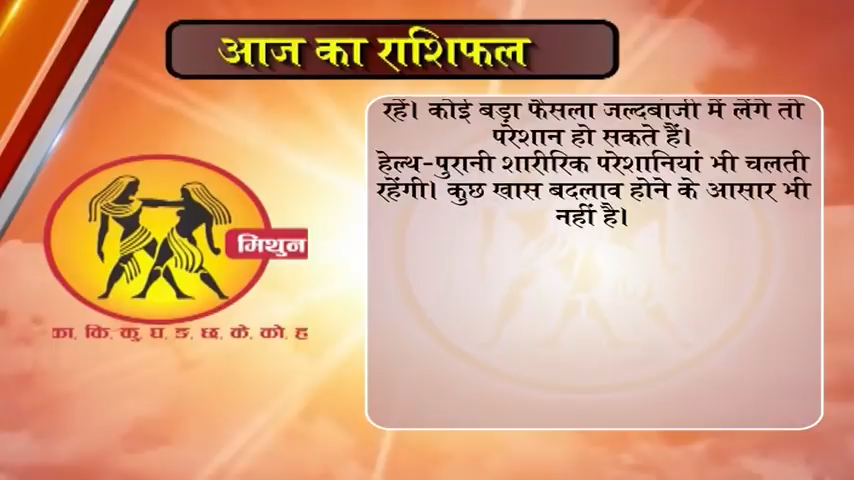 आज का राशिफल
रहें। कोई बड़ा फैसला जल्दबाजी में लेंगे तो
परेशान हो सकते हैं।
हेल्थ-पुरानी शारीरिक परेशानियां भी चलती
रहेंगी। कुछ खास बदलाव होने के आसार भी
नहीं है।
मिथुन
का, कि, कु, घ, ङ, छ, के, को, ह